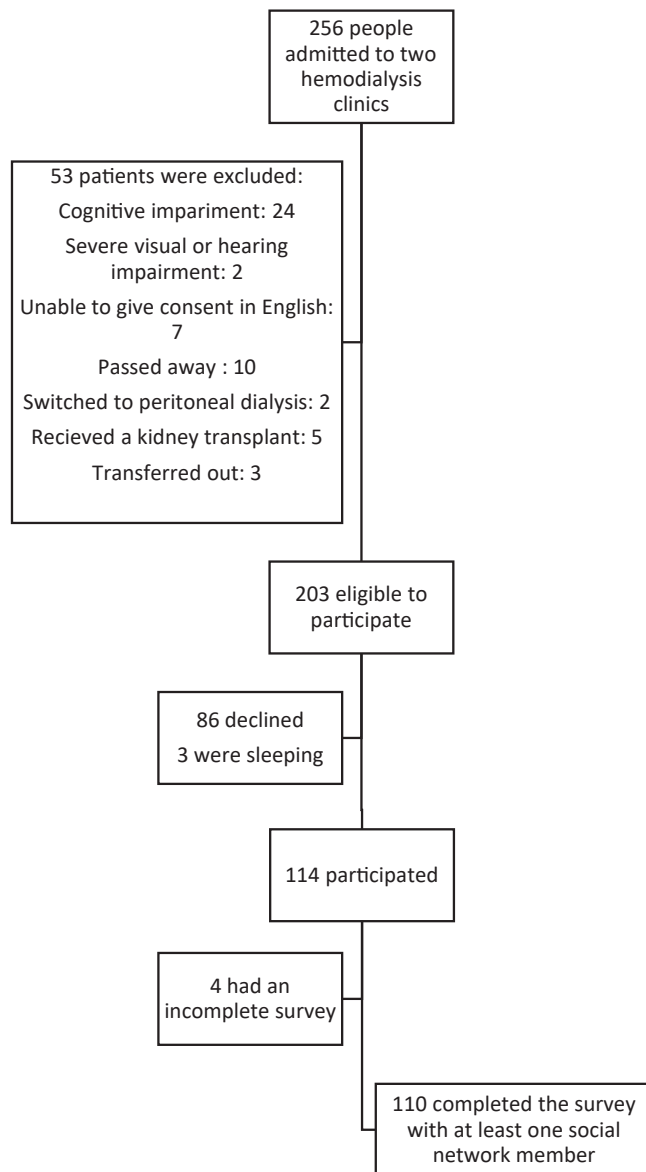 256 people
admitted to two
hemodialysis
clinics
53 patients were excluded:
Cognitive impariment: 24
Severe visual or hearing
impairment: 2
Unable to give consent in English:
7
Passed away : 10
Switched to peritoneal dialysis: 2
Recieved a kidney transplant: 5
Transferred out: 3
203 eligible to
participate
86 declined
3 were sleeping
114 participated
4 had an
incomplete survey
110 completed the survey
with at least one social
network member